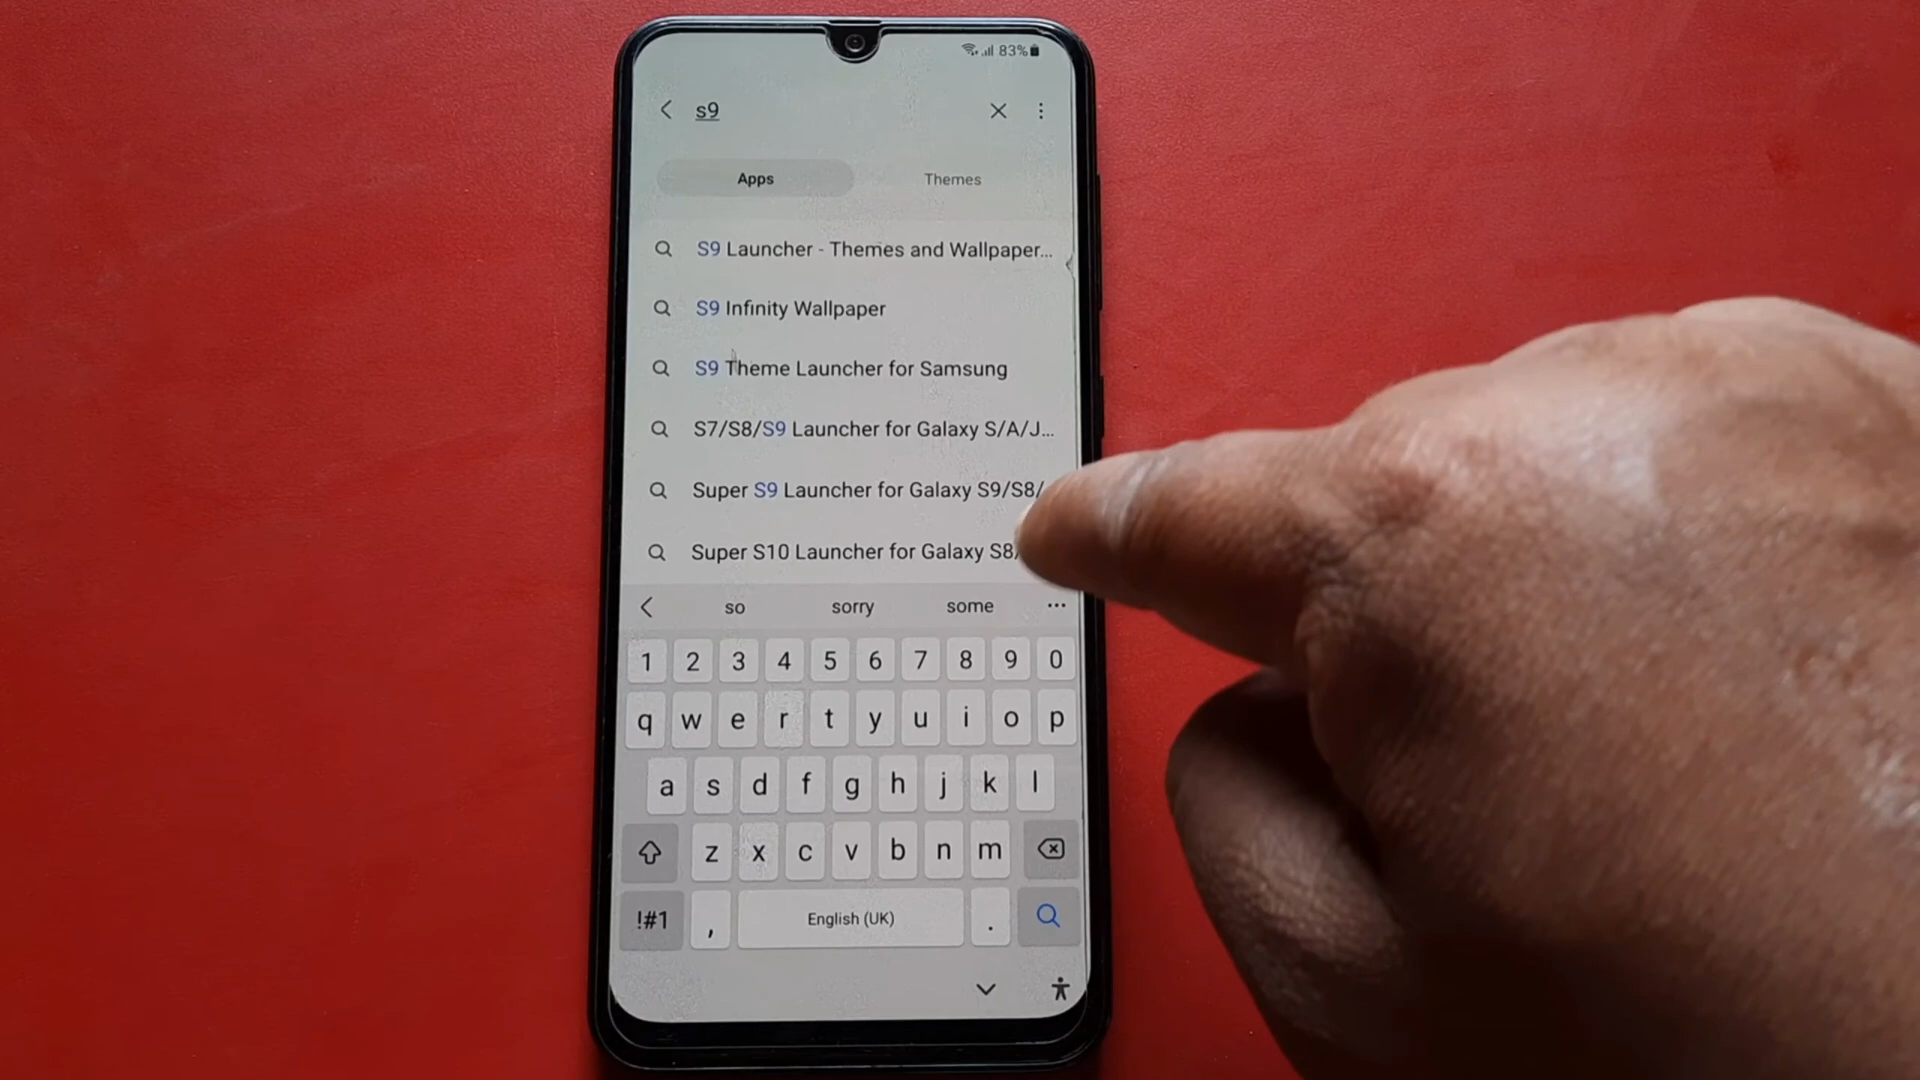 83%
s9
Apps
Themes
S9 Launcher - Themes and Wallpaper...
S9 Infinity Wallpaper
S9 Theme Launcher for Samsung
S7/S8/S9 Launcher for Galaxy S/A/J...
Super S9 Launcher for Galaxy S9/S8/
Super S10 Launcher for Galaxy S8/
so sorry some ...
1 2 3 4 5 6 7 8 9 0
q w e r t y u i o p
a s d f g h j k l
z x c v b n m
!#1 , English (UK) .